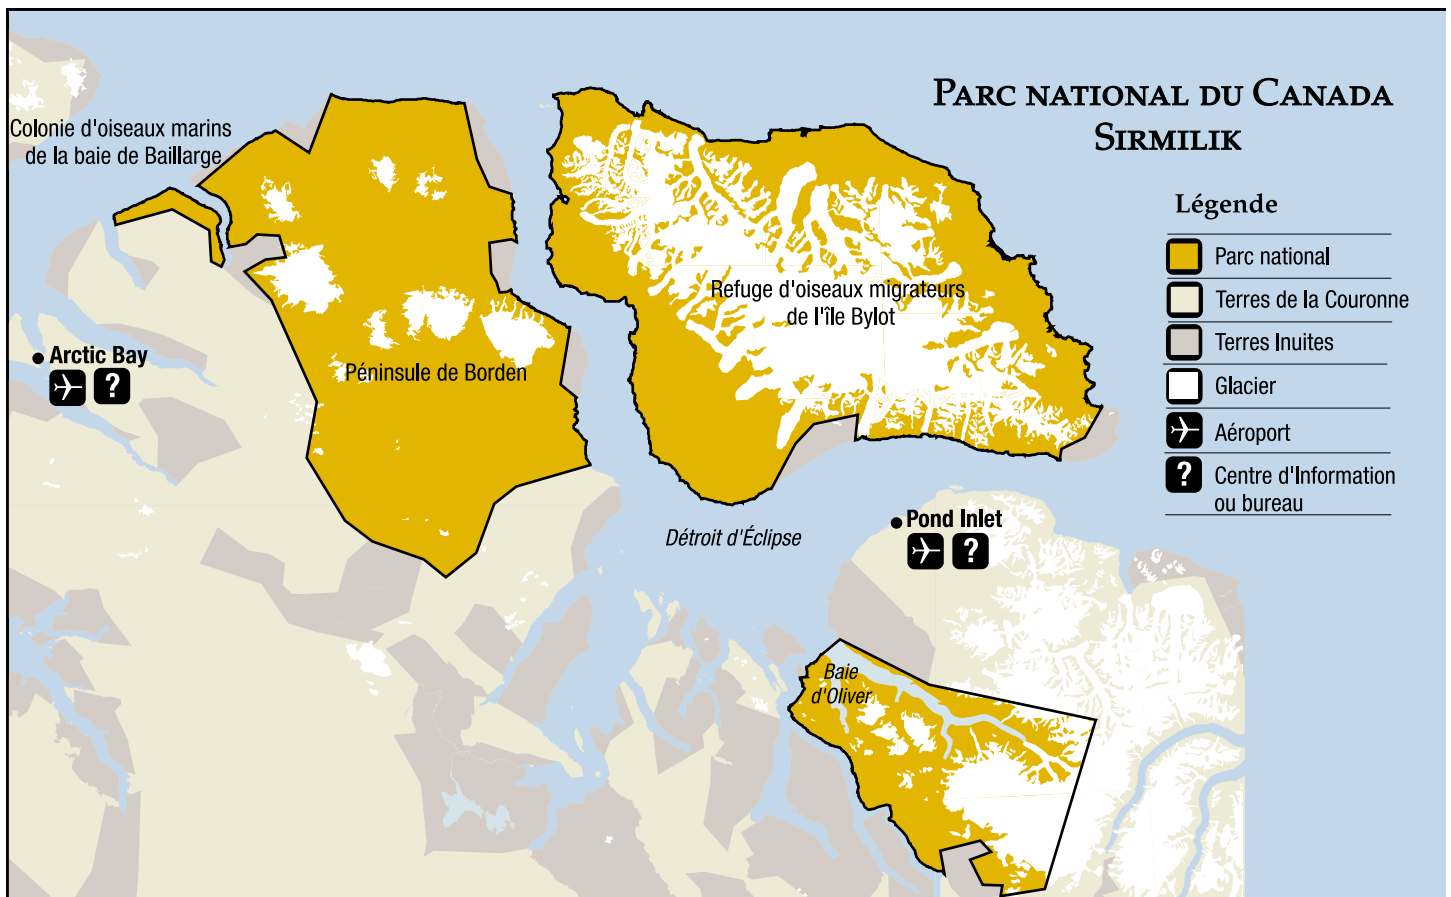 PARC NATIONAL DU CANADA
SIRMILIK
Colonie d'oiseaux marins
de la baie de Baillarge
Légende
Parc national
Terres de la Couronne
Terres Inuites
Glacier
Aéroport
? Centre d'Information
ou bureau
Refuge d'oiseaux migrateurs
de l'île Bylot
Arctic Bay
?
Péninsule de Borden
Pond Inlet
?
Détroit d'Éclipse
Baie
d'Oliver